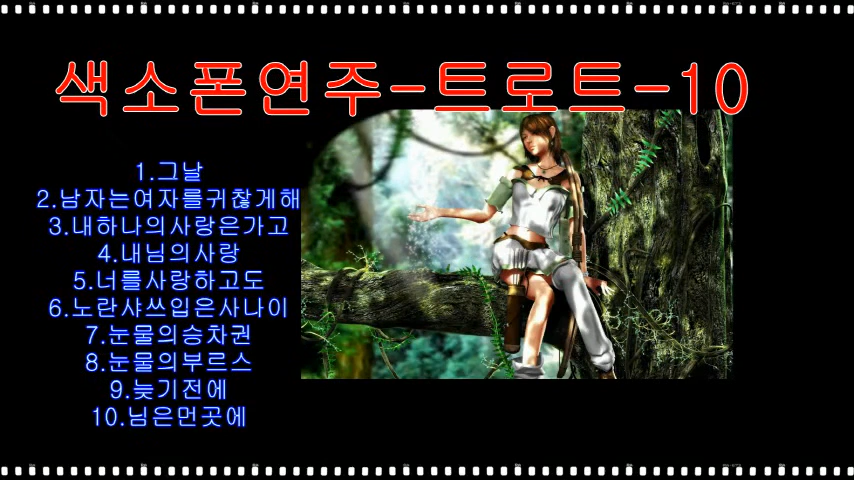 색소폰연주-트로트-10
1.그날
2.남자는여자를귀찮게해
3.내하나의사랑은가고
4.내님의사랑
5.너를사랑하고도
6.노란샤쓰입은사나이
7.눈물의승차권
8.눈물의부르스
9.늦기전에
10.님은먼곳에